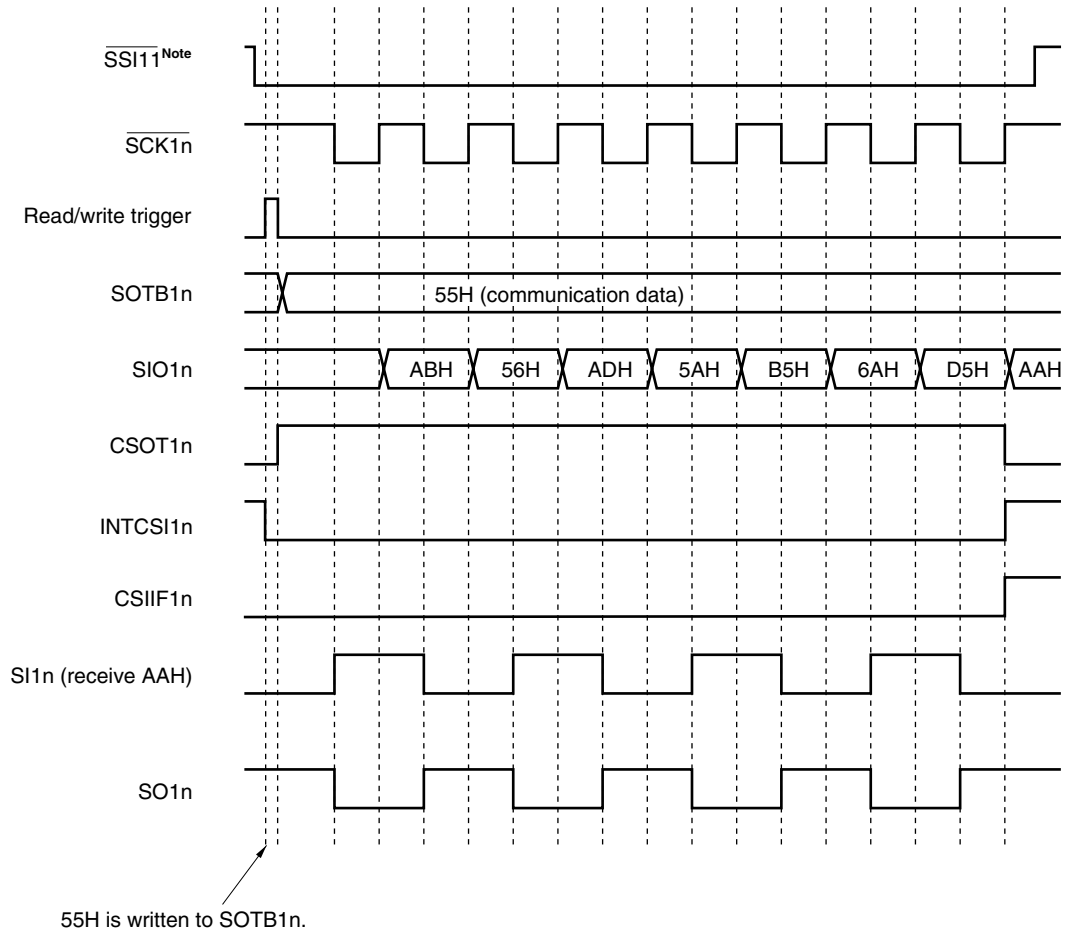 SSI11Note
SCK1n
Read/write trigger
SOTB1n
55H (communication data)
SIO1n
ABH 56H ADH 5AH B5H 6AH D5H AAH
CSOT1n
INTCSI1n
CSIIF1n
SI1n (receive AAH)
SO1n
55H is written to SOTB1n.